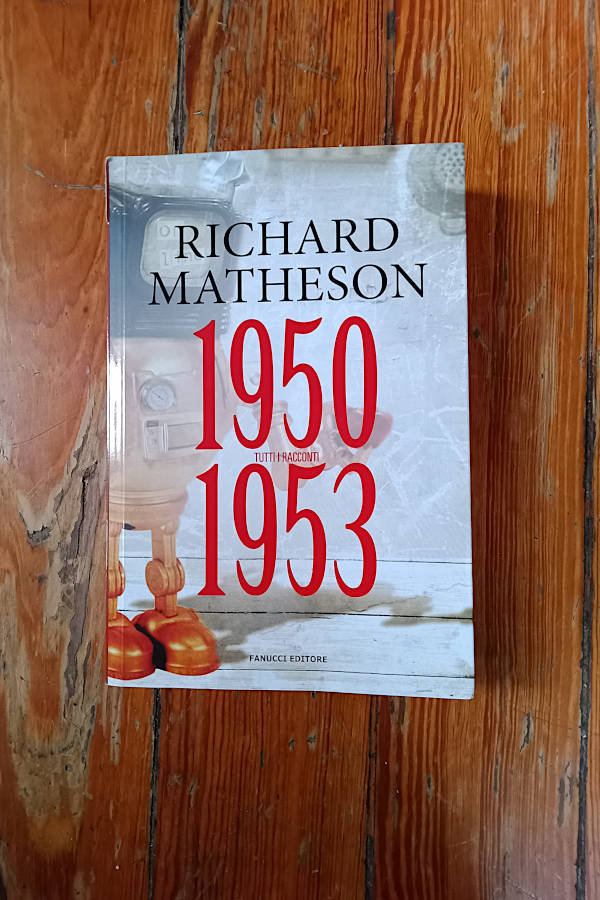 RICHARD
MATHESON
1950
TUTTI I RACCONTI
1953
FANUCCI EDITORE